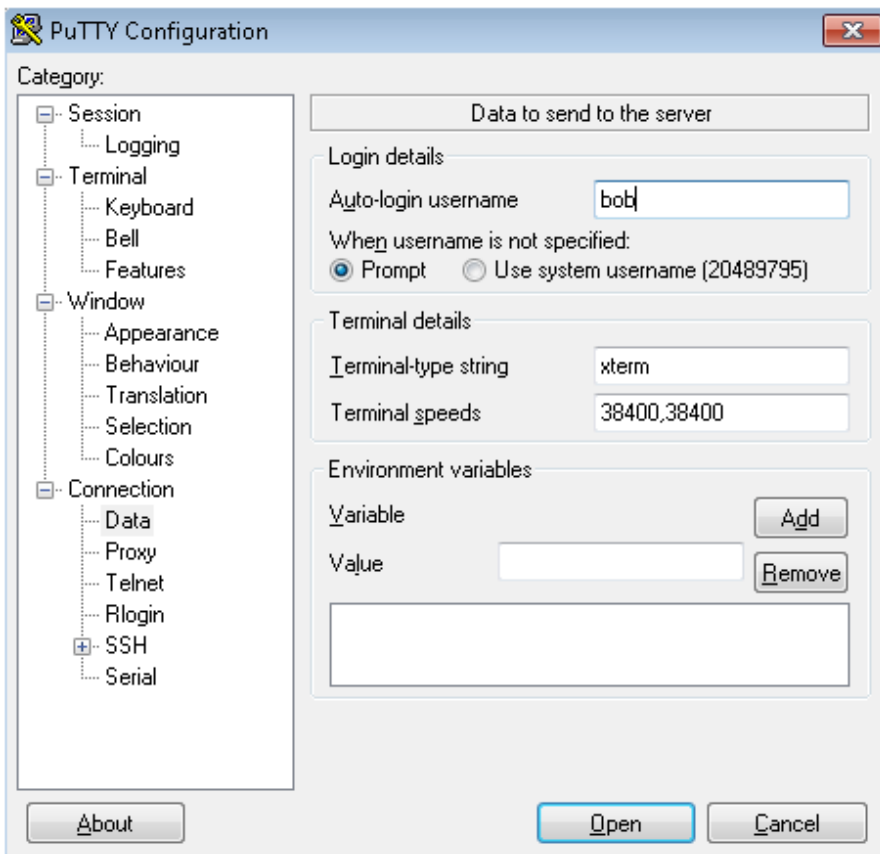 PuTTY Configuration
Category:
Session
Logging
Terminal
Keyboard
Bell
Features
Window
Appearance
Behaviour
Translation
Selection
Colours
Connection
Data
Proxy
Telnet
Rlogin
SSH
Serial
Data to send to the server
Login details
Auto-login username bob
When username is not specified:
Prompt Use system username (20489795)
Terminal details
Terminal-type string xterm
Terminal speeds 38400,38400
Environment variables
Variable Add
Value Remove
About Open Cancel